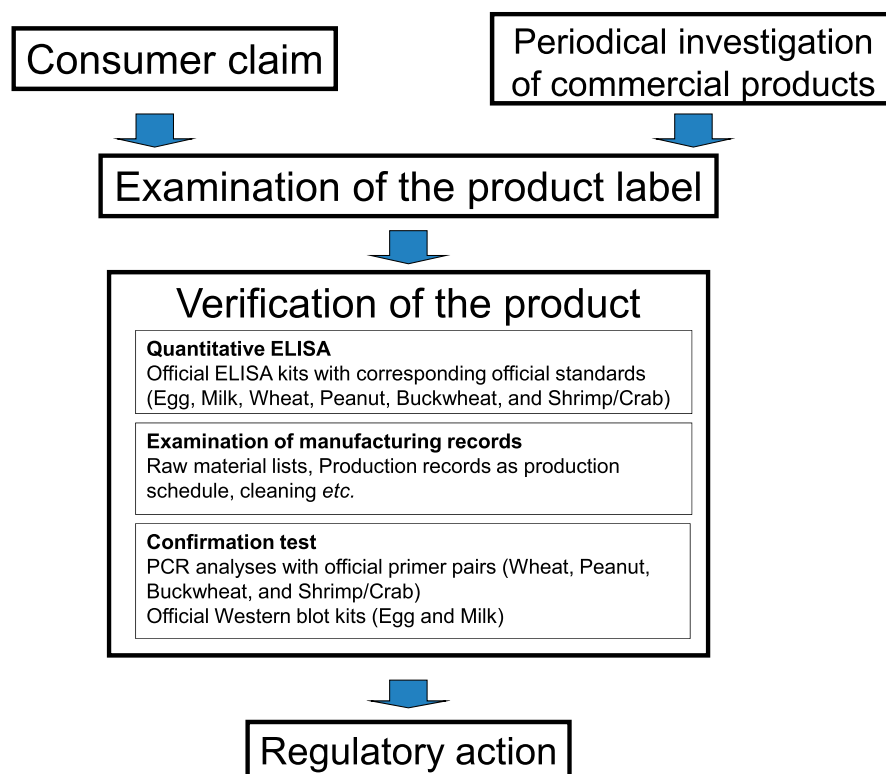 Consumer claim
Periodical investigation
of commercial products
Examination of the product label
Verification of the product
Quantitative ELISA
Official ELISA kits with corresponding official standards
(Egg, Milk, Wheat, Peanut, Buckwheat, and Shrimp/Crab)
Examination of manufacturing records
Raw material lists, Production records as production
schedule, cleaning etc.
Confirmation test
PCR analyses with official primer pairs (Wheat, Peanut,
Buckwheat, and Shrimp/Crab)
Official Western blot kits (Egg and Milk)
Regulatory action